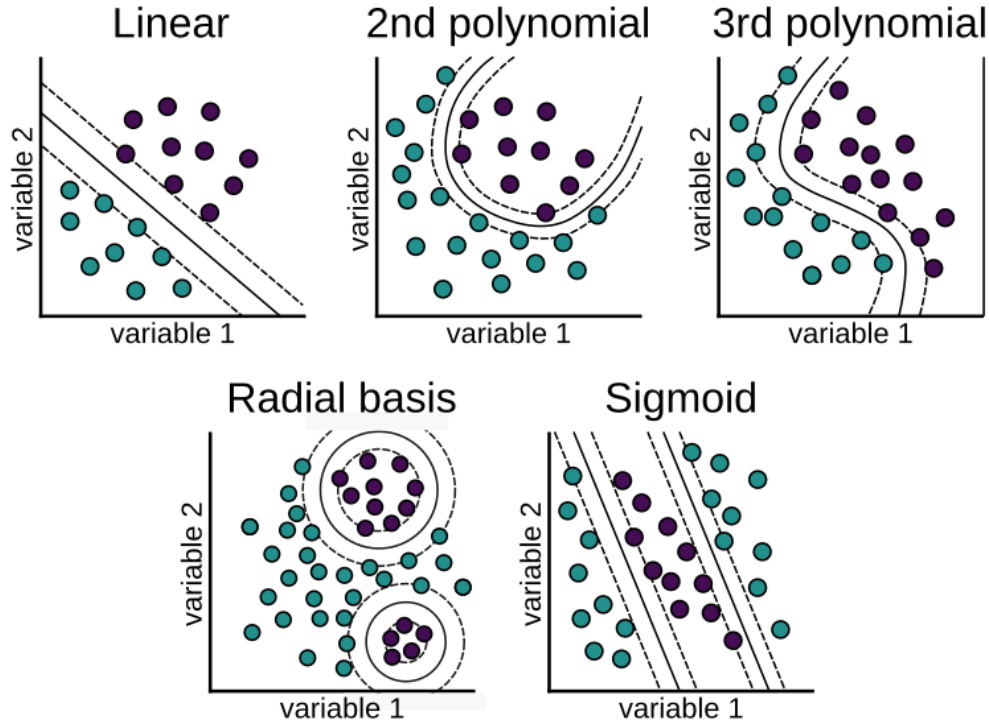 Linear
2nd polynomial
3rd polynomial
variable 2
variable 1
variable 2
variable 1
variable 2
variable 1
Radial basis
Sigmoid
variable 2
variable 1
variable 2
variable 1